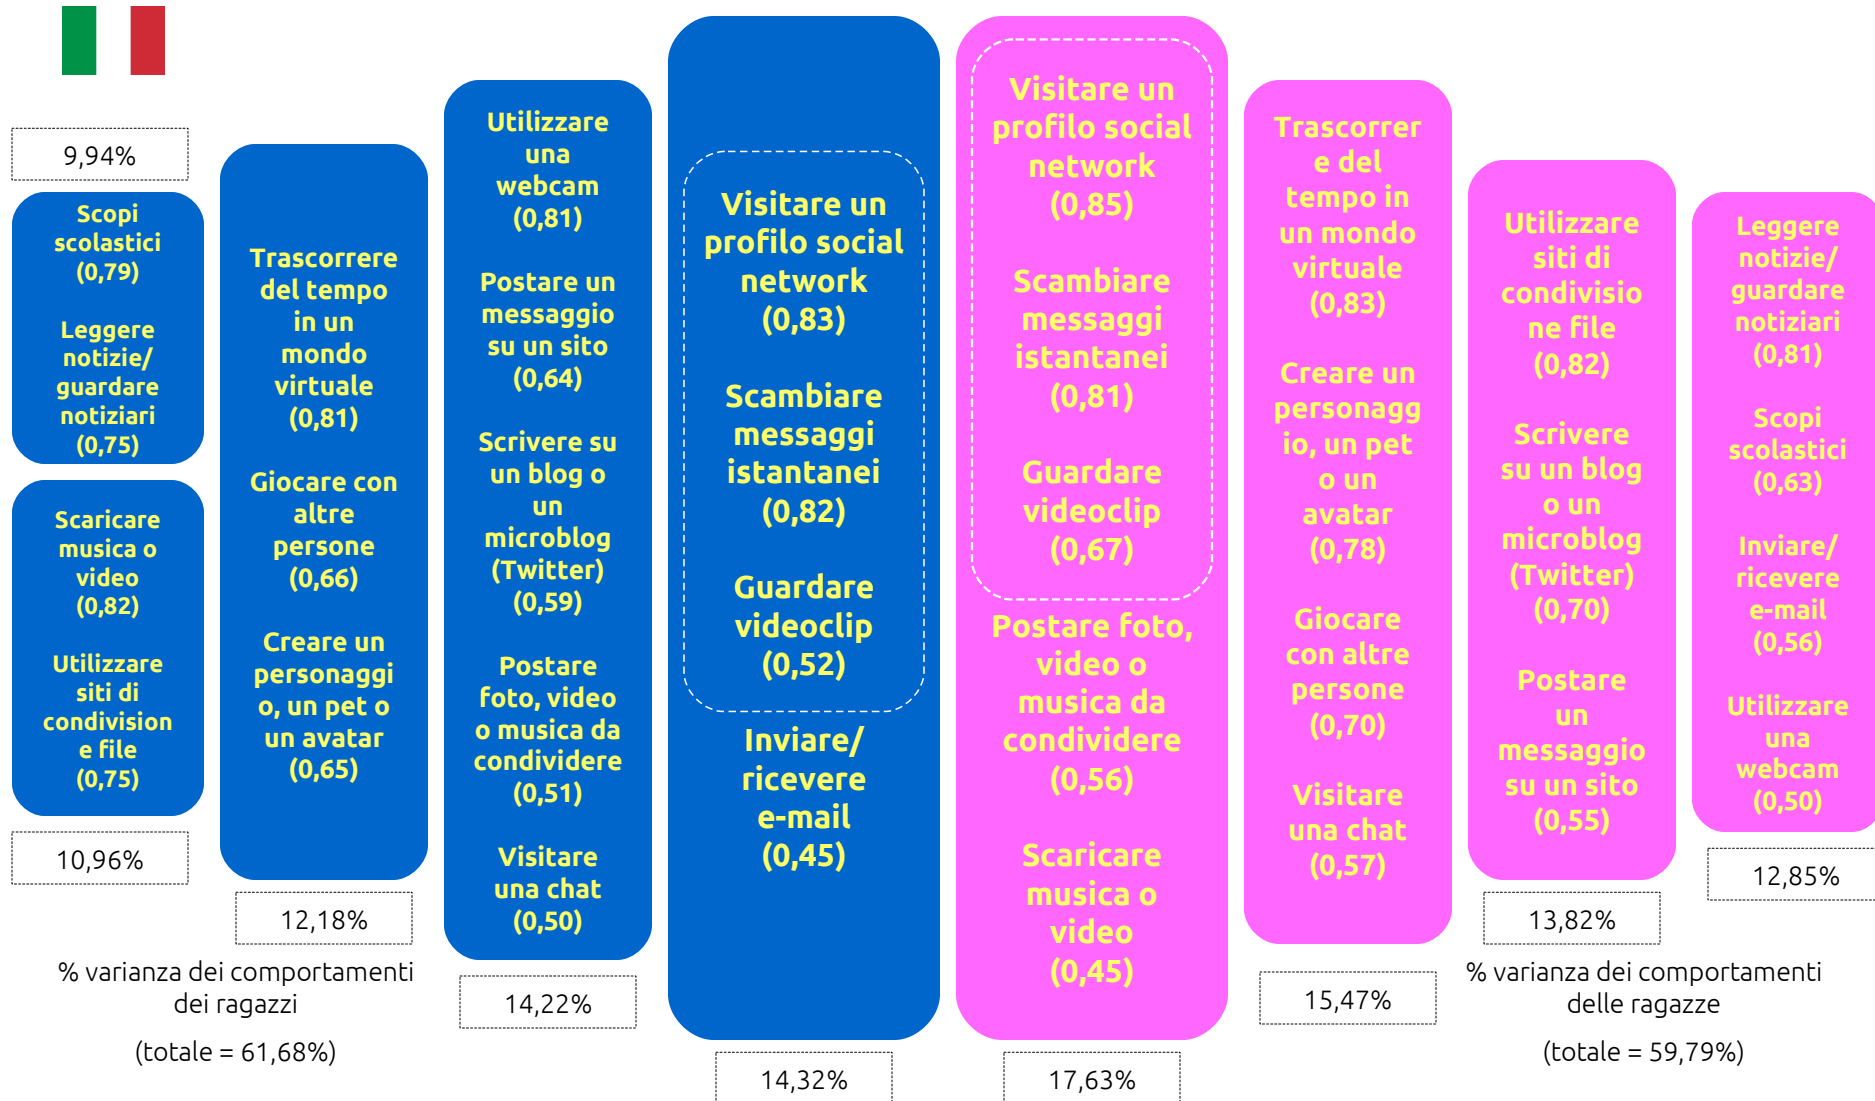 9,94%
Scopi
scolastici
(0,79)
Leggere
notizie/
guardare
notiziari
(0,75)
Scaricare
musica o
video
(0,82)
Utilizzare
siti di
condivision
e file
(0,75)
10,96%
Trascorrere
del tempo
in un
mondo
virtuale
(0,81)
Giocare con
altre
persone
(0,66)
Creare un
personaggi
o, un pet o
un avatar
(0,65)
12,18%
% varianza dei comportamenti
dei ragazzi
(totale = 61,68%)
Utilizzare
una
webcam
(0,81)
Postare un
messaggio
su un sito
(0,64)
Scrivere su
un blog o
un
microblog
(Twitter)
(0,59)
Postare
foto, video
o musica da
condividere
(0,51)
Visitare
una chat
(0,50)
14,22%
Visitare un
profilo social
network
(0,83)
Scambiare
messaggi
istantanei
(0,82)
Guardare
videoclip
(0,52)
Inviare/
ricevere
e-mail
(0,45)
14,32%
Visitare un
profilo social
network
(0,85)
Scambiare
messaggi
istantanei
(0,81)
Guardare
videoclip
(0,67)
Postare foto,
video o
musica da
condividere
(0,56)
Scaricare
musica o
video
(0,45)
17,63%
Trascorrer
e del
tempo in
un mondo
virtuale
(0,83)
Creare un
personagg
io, un pet
o un
avatar
(0,78)
Giocare
con altre
persone
(0,70)
Visitare
una chat
(0,57)
15,47%
Utilizzare
siti di
condivisio
ne file
(0,82)
Scrivere
su un blog
o un
microblog
(Twitter)
(0,70)
Postare
un
messaggio
su un sito
(0,55)
13,82%
Leggere
notizie/
guardare
notiziari
(0,81)
Scopi
scolastici
(0,63)
Inviare/
ricevere
e-mail
(0,56)
Utilizzare
una
webcam
(0,50)
12,85%
% varianza dei comportamenti
delle ragazze
(totale = 59,79%)